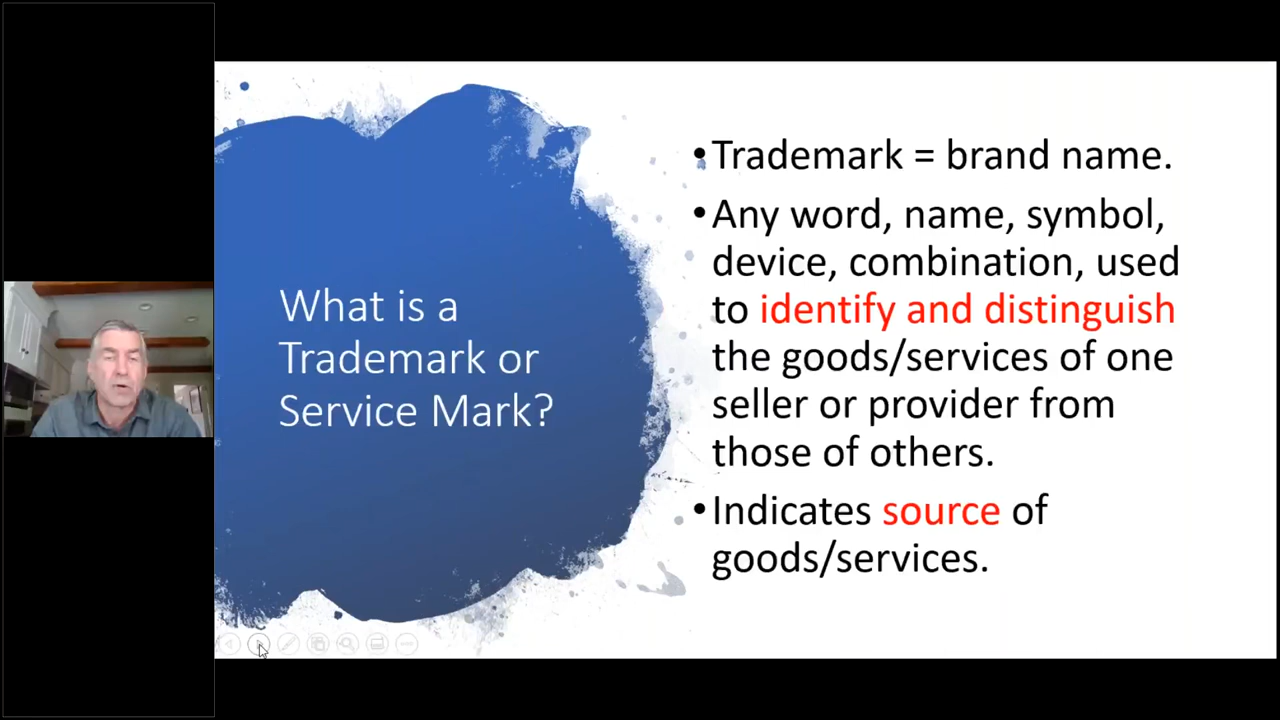 What is a
Trademark or
Service Mark?
•Trademark = brand name.
•Any word, name, symbol,
device, combination, used
to identify and distinguish
the goods/services of one
seller or provider from
those of others.
•Indicates source of
goods/services.